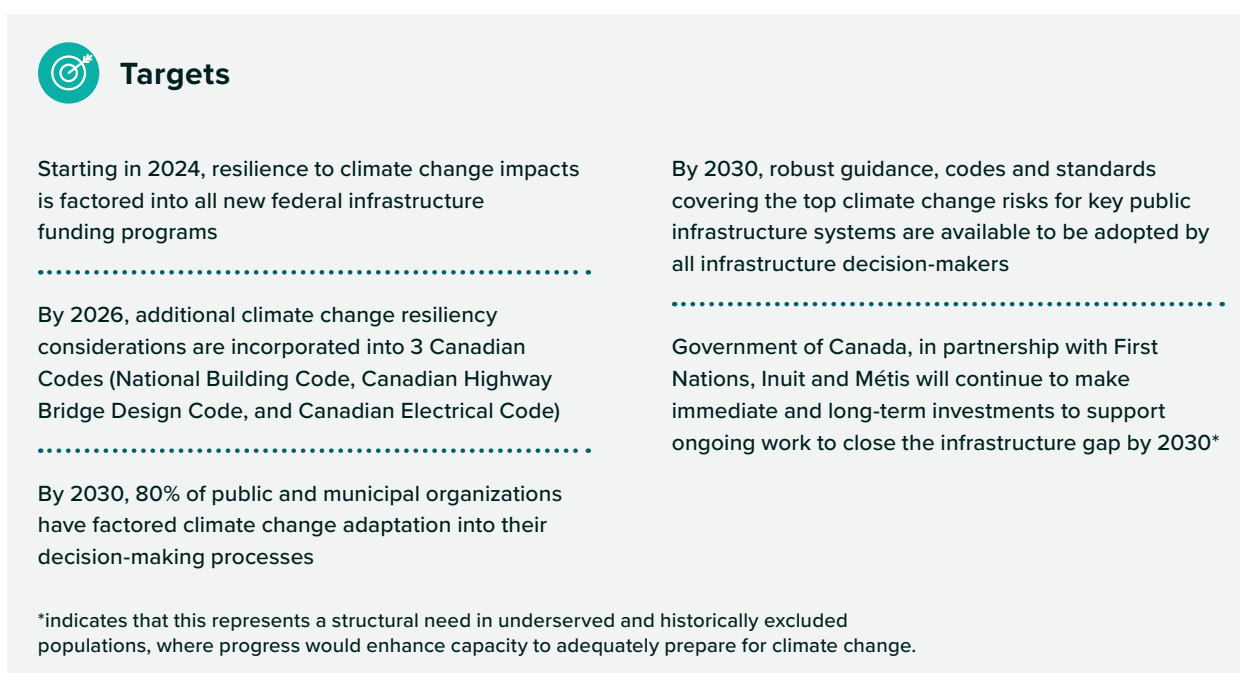 Targets
Starting in 2024, resilience to climate change impacts
is factored into all new federal infrastructure
funding programs
By 2026, additional climate change resiliency
considerations are incorporated into 3 Canadian
Codes (National Building Code, Canadian Highway
Bridge Design Code, and Canadian Electrical Code)
By 2030, 80% of public and municipal organizations
have factored climate change adaptation into their
decision-making processes
By 2030, robust guidance, codes and standards
covering the top climate change risks for key public
infrastructure systems are available to be adopted by
all infrastructure decision-makers
Government of Canada, in partnership with First
Nations, Inuit and Métis will continue to make
immediate and long-term investments to support
ongoing work to close the infrastructure gap by 2030*
*indicates that this represents a structural need in underserved and historically excluded
populations, where progress would enhance capacity to adequately prepare for climate change.